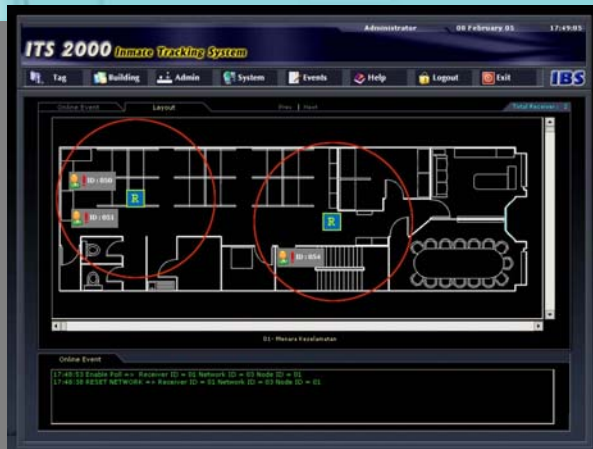 Administrator 08 February 05 17:49:05
ITS 2000 Inmate Tracking System
Tag Building Admin System Events Help Logout Exit IBS
Online Event Layout Prev | Next Total Receiver: 2
ID : 050
R
ID : 051
R
ID : 054
01- Menara Keselamatan
Online Event
17:48:53 Enable Poll => Receiver ID = 01 Network ID = 03 Node ID = 01
17:48:38 RESET NETWORK => Receiver ID = 01 Network ID = 03 Node ID = 01